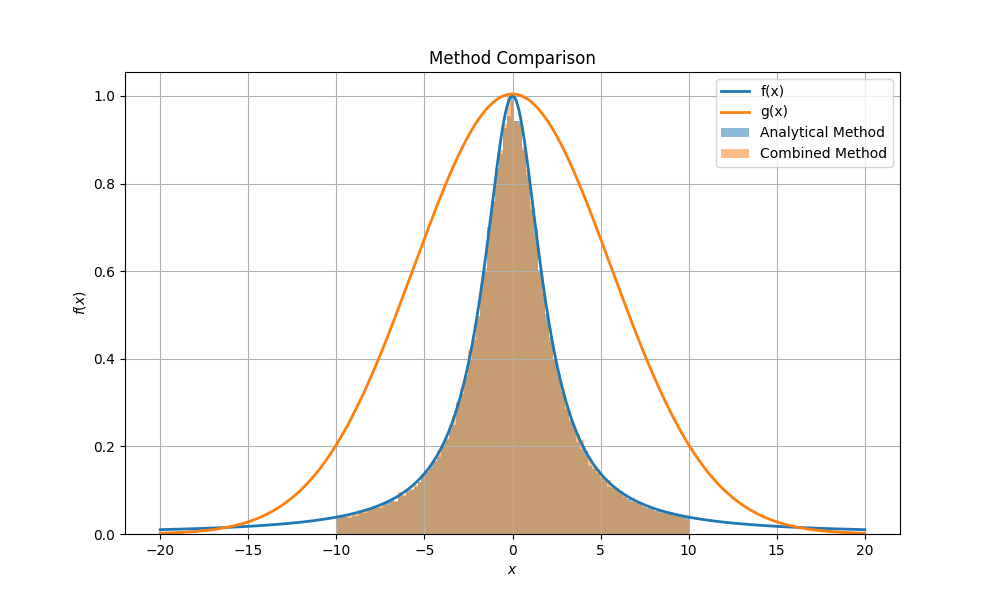 Method Comparison
f(x)
g(x)
Analytical Method
Combined Method
1.0
0.8
0.6
0.4
0.2
0.0
f(x)
−20 −15 −10 −5 0 5 10 15 20
x